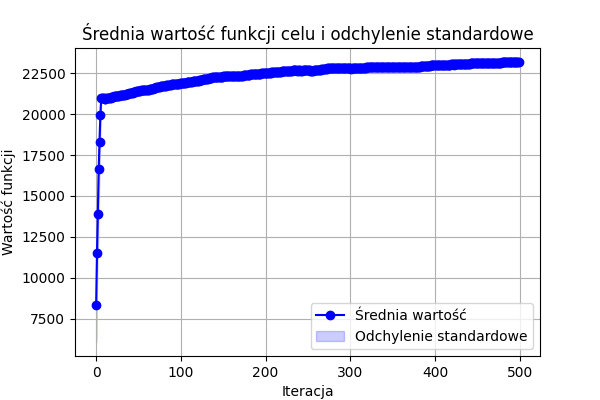 Średnia wartość funkcji celu i odchylenie standardowe
22500
20000
17500
15000
12500
10000
7500
Wartość funkcji
0 100 200 300 400 500
Iteracja
Średnia wartość
Odchylenie standardowe